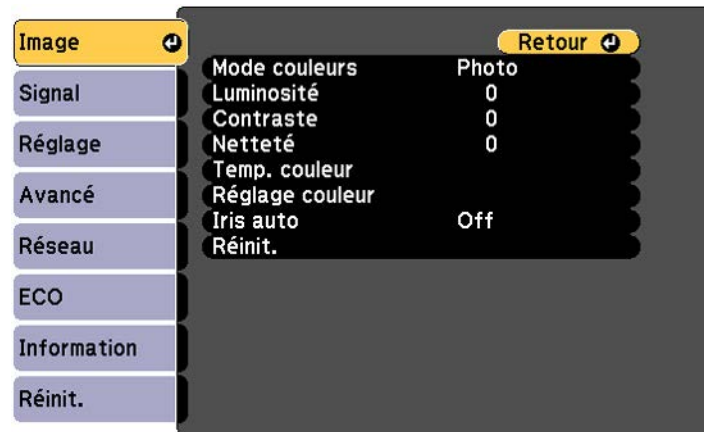 Image
Signal
Réglage
Avancé
Réseau
ECO
Information
Réinit.
Retour
Mode couleurs Photo
Luminosité 0
Contraste 0
Netteté 0
Temp. couleur
Réglage couleur
Iris auto Off
Réinit.